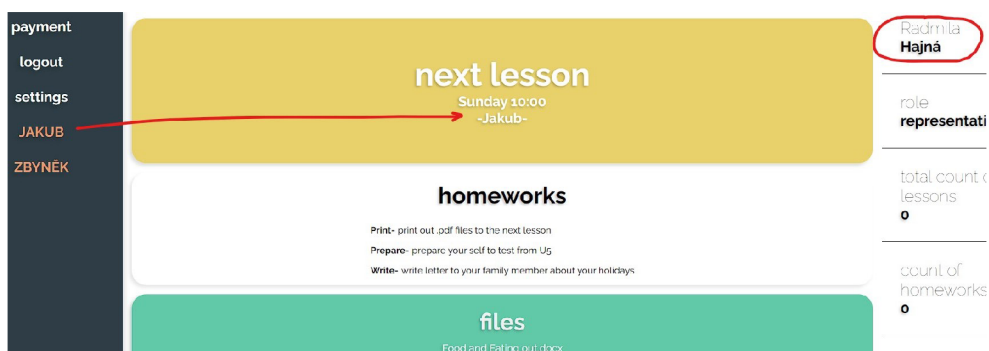 payment
logout
settings
JAKUB
ZBYNĚK
next lesson
Sunday 10:00
-Jakub-
homeworks
Print- print out .pdf files to the next lesson
Prepare- prepare your self to test from U5
Write- write letter to your family member about your holidays
files
Food and Eating out.docx
Radmila
Hajná
role
representati
total count o
lessons
0
count of
homeworks
0